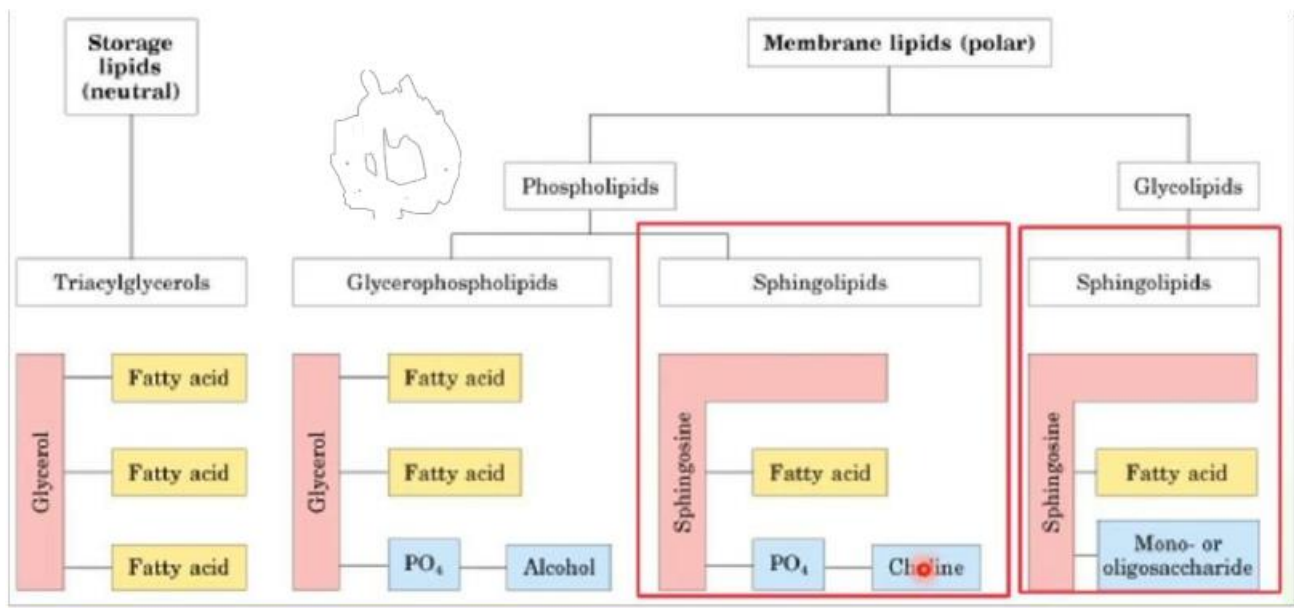 Storage
lipids
(neutral)
Membrane lipids (polar)
Phospholipids
Glycolipids
Triacylglycerols
Glycerophospholipids
Sphingolipids
Sphingolipids
Glycerol
Fatty acid
Fatty acid
Fatty acid
Glycerol
Fatty acid
Fatty acid
PO₄
Alcohol
Sphingosine
Fatty acid
PO₄
Choline
Sphingosine
Fatty acid
Mono- or
oligosaccharide